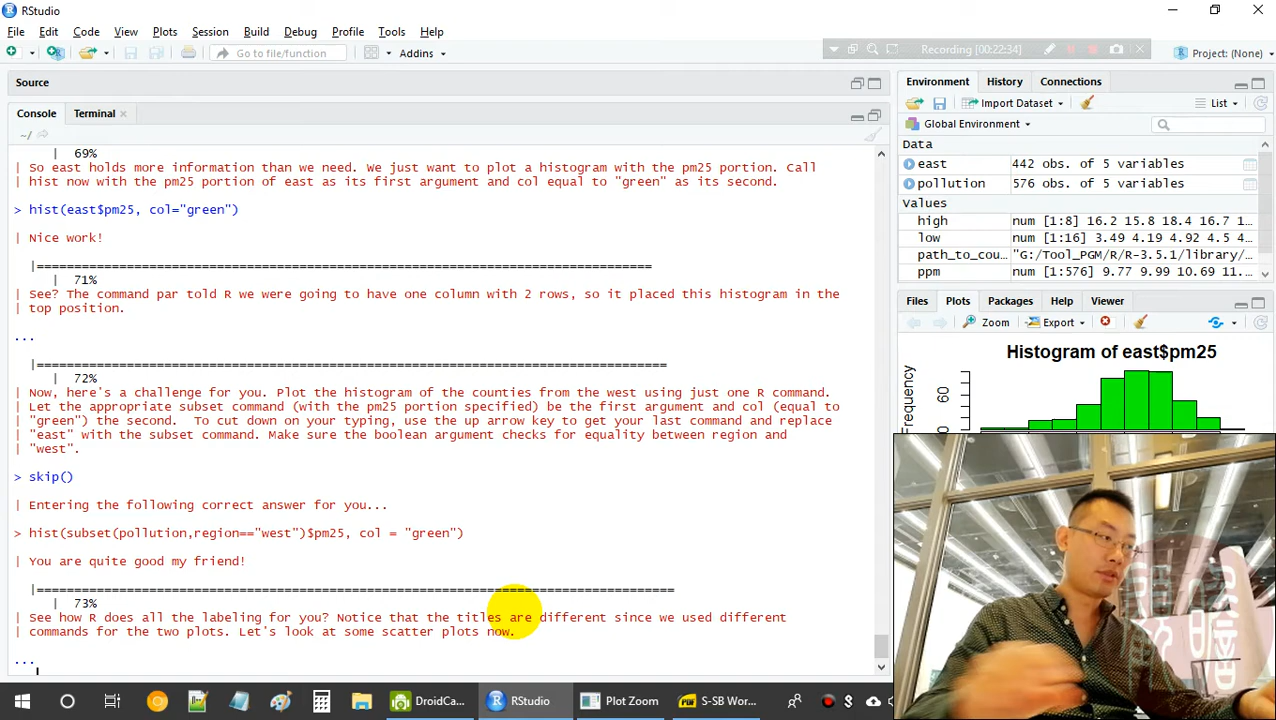 RStudio
File Edit Code View Plots Session Build Debug Profile Tools Help
Go to file/function Addins
Recording [00:22:34]
Project: (None)
Source
Console Terminal
~/
| 69%
| So east holds more information than we need. We just want to plot a histogram with the pm25 portion. Call
| hist now with the pm25 portion of east as its first argument and col equal to "green" as its second.
> hist(east$pm25, col="green")
| Nice work!
|==================================================================================
| 71%
| See? The command par told R we were going to have one column with 2 rows, so it placed this histogram in the
| top position.
...
|====================================================================================
| 72%
| Now, here's a challenge for you. Plot the histogram of the counties from the west using just one R command.
| Let the appropriate subset command (with the pm25 portion specified) be the first argument and col (equal to
| "green") the second.  To cut down on your typing, use the up arrow key to get your last command and replace
| "east" with the subset command. Make sure the boolean argument checks for equality between region and
| "west".
> skip()
| Entering the following correct answer for you...
> hist(subset(pollution,region=="west")$pm25, col = "green")
| You are quite good my friend!
|=====================================================================================
| 73%
| See how R does all the labeling for you? Notice that the titles are different since we used different
| commands for the two plots. Let's look at some scatter plots now.
...
Environment History Connections
Import Dataset List
Global Environment
Data
east 442 obs. of 5 variables
pollution 576 obs. of 5 variables
Values
high num [1:8] 16.2 15.8 18.4 16.7 1...
low num [1:16] 3.49 4.19 4.92 4.5 4...
path_to_cou... "G:/Tool_PGM/R/R-3.5.1/library/...
ppm num [1:576] 9.77 9.99 10.69 11...
Files Plots Packages Help Viewer
Zoom Export
Histogram of east$pm25
Frequency
60
0
DroidCa... RStudio Plot Zoom S-SB Wor...